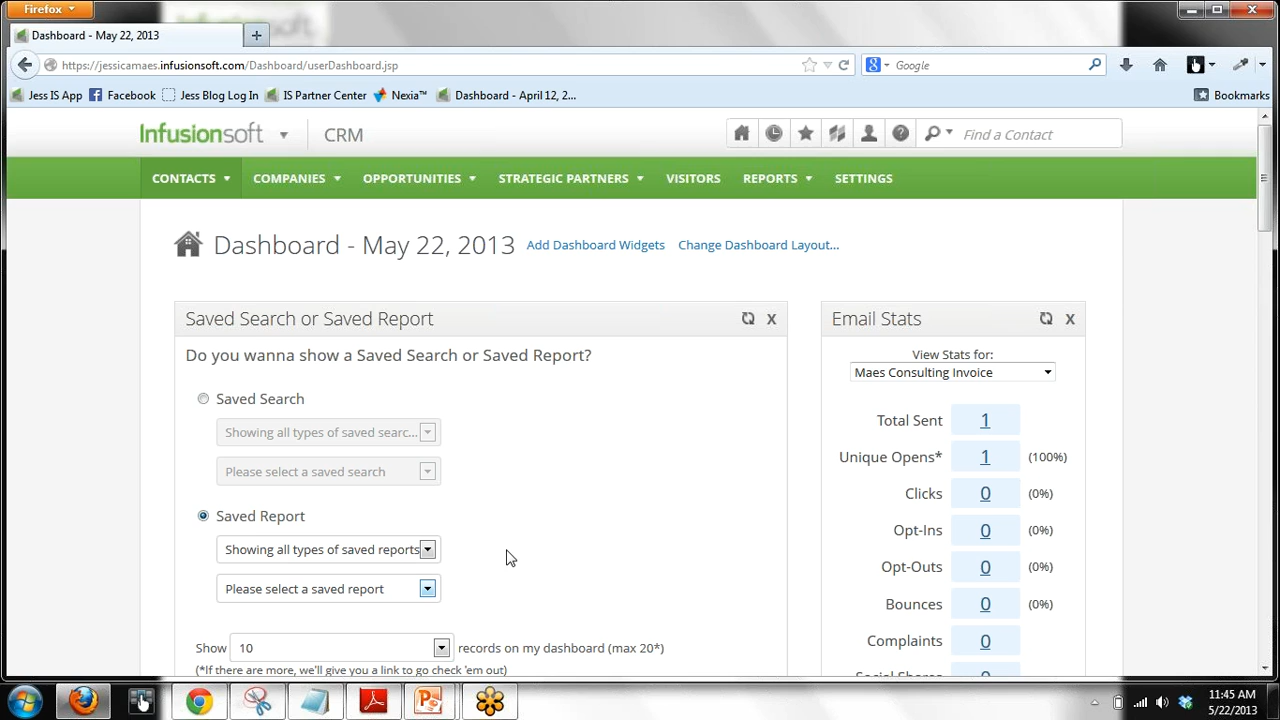 Firefox
Dashboard - May 22, 2013
https://jessicamaes.infusionsoft.com/Dashboard/userDashboard.jsp
Google
Jess IS App
Facebook
Jess Blog Log In
IS Partner Center
Nexia™
Dashboard - April 12, 2...
Bookmarks
Infusionsoft
CRM
Find a Contact
CONTACTS
COMPANIES
OPPORTUNITIES
STRATEGIC PARTNERS
VISITORS
REPORTS
SETTINGS
Dashboard - May 22, 2013
Add Dashboard Widgets
Change Dashboard Layout...
Saved Search or Saved Report
X
Do you wanna show a Saved Search or Saved Report?
Saved Search
Showing all types of saved searc...
Please select a saved search
Saved Report
Showing all types of saved reports
Please select a saved report
Show 10 records on my dashboard (max 20*)
(*If there are more, we'll give you a link to go check 'em out)
Email Stats
X
View Stats for:
Maes Consulting Invoice
Total Sent 1
Unique Opens* 1 (100%)
Clicks 0 (0%)
Opt-Ins 0 (0%)
Opt-Outs 0 (0%)
Bounces 0 (0%)
Complaints 0
Social Shares
11:45 AM
5/22/2013